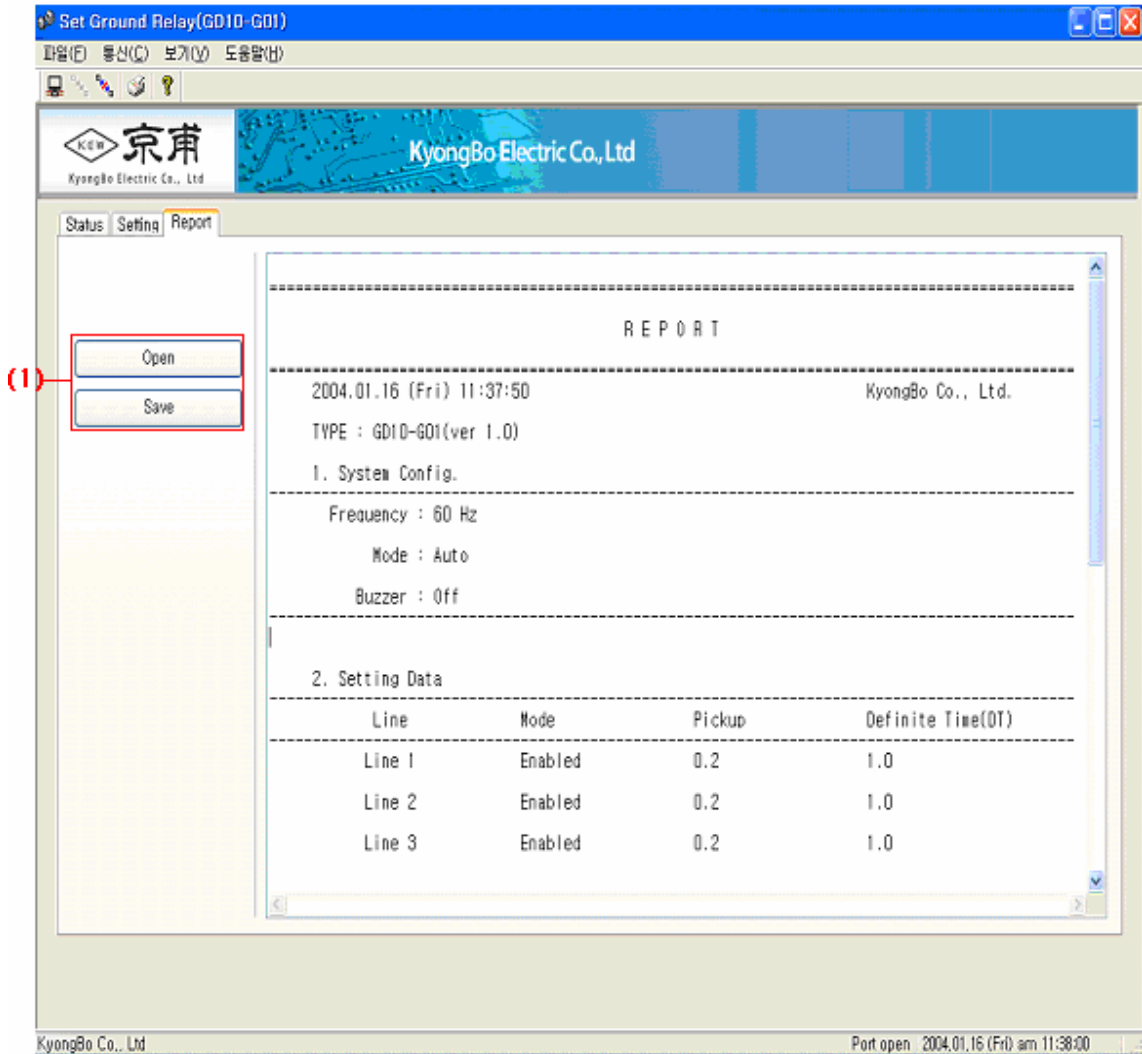 Set Ground Relay(GD10-G01)
파일(F) 통신(C) 보기(V) 도움말(H)
KEW 京甫
KyongBo Electric Co., Ltd
KyongBo Electric Co., Ltd
Status Setting Report
(1)
Open
Save
==========================================================================================
R E P O R T
==========================================================================================
2004.01.16 (Fri) 11:37:50 KyongBo Co., Ltd.
TYPE : GD10-G01(ver 1.0)
1. System Config.
------------------------------------------------------------------------------------------
Frequency : 60 Hz
Mode : Auto
Buzzer : Off
------------------------------------------------------------------------------------------
2. Setting Data
------------------------------------------------------------------------------------------
Line Mode Pickup Definite Time(DT)
------------------------------------------------------------------------------------------
Line 1 Enabled 0.2 1.0
Line 2 Enabled 0.2 1.0
Line 3 Enabled 0.2 1.0
KyongBo Co., Ltd Port open 2004,01,16 (Fri) am 11:38:00